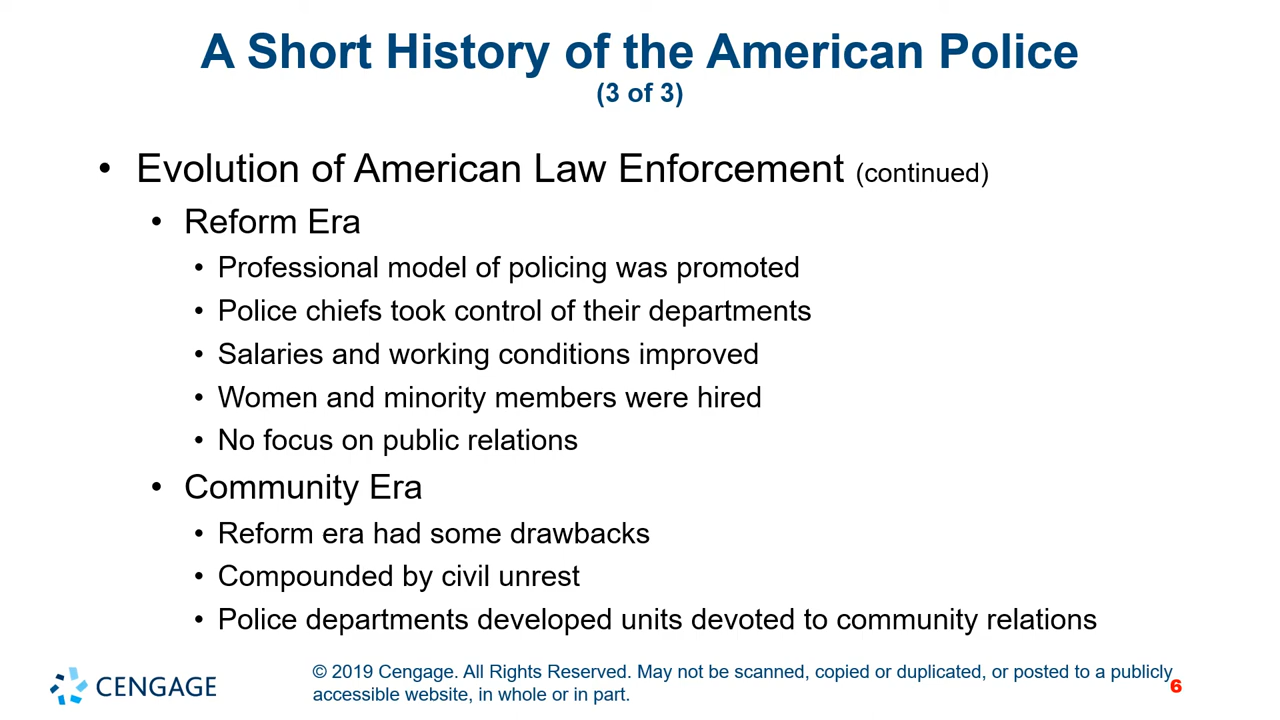 A Short History of the American Police
(3 of 3)
• Evolution of American Law Enforcement (continued)
• Reform Era
• Professional model of policing was promoted
• Police chiefs took control of their departments
• Salaries and working conditions improved
• Women and minority members were hired
• No focus on public relations
• Community Era
• Reform era had some drawbacks
• Compounded by civil unrest
• Police departments developed units devoted to community relations
CENGAGE
© 2019 Cengage. All Rights Reserved. May not be scanned, copied or duplicated, or posted to a publicly
accessible website, in whole or in part.
6